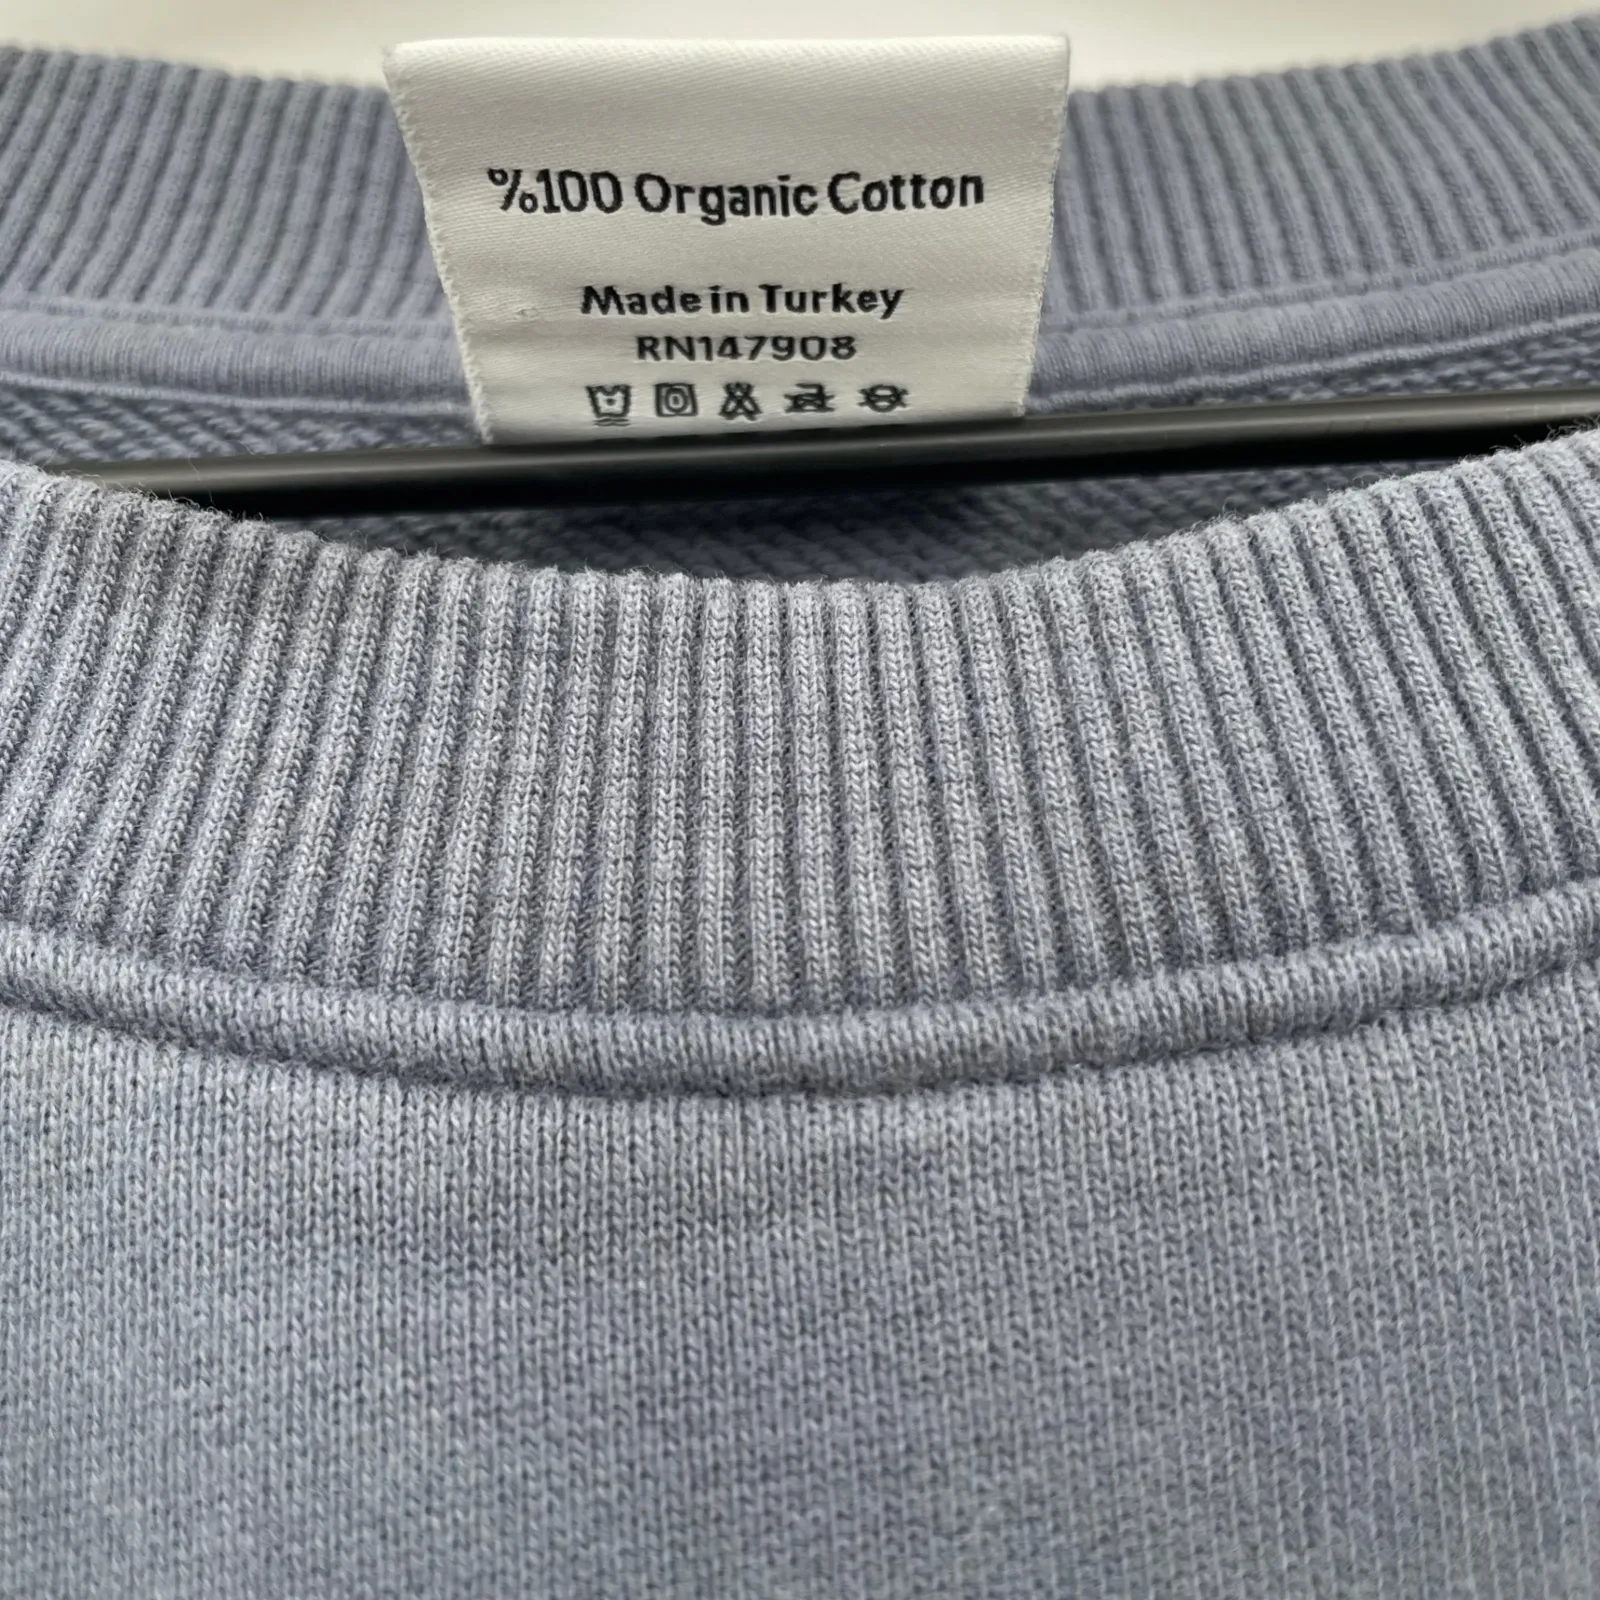 %100 Organic Cotton
Made in Turkey
RN147908